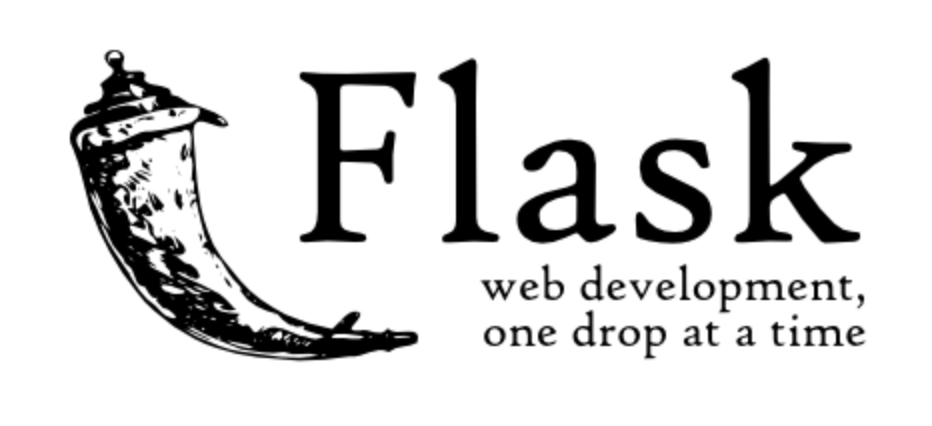 Flask
web development,
one drop at a time